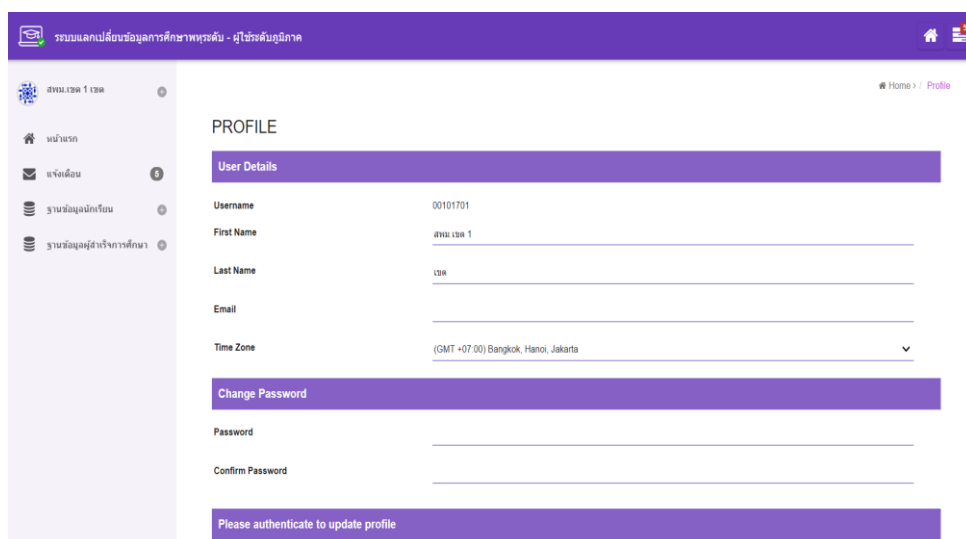 ระบบแลกเปลี่ยนข้อมูลการศึกษาพหุระดับ - ผู้ใช้ระดับภูมิภาค
สพม.เขต 1 เขต
Home > / Profile
หน้าแรก
แจ้งเตือน 5
ฐานข้อมูลนักเรียน
ฐานข้อมูลผู้สำเร็จการศึกษา
PROFILE
User Details
Username 00101701
First Name สพม.เขต 1
Last Name เขต
Email
Time Zone (GMT +07:00) Bangkok, Hanoi, Jakarta
Change Password
Password
Confirm Password
Please authenticate to update profile